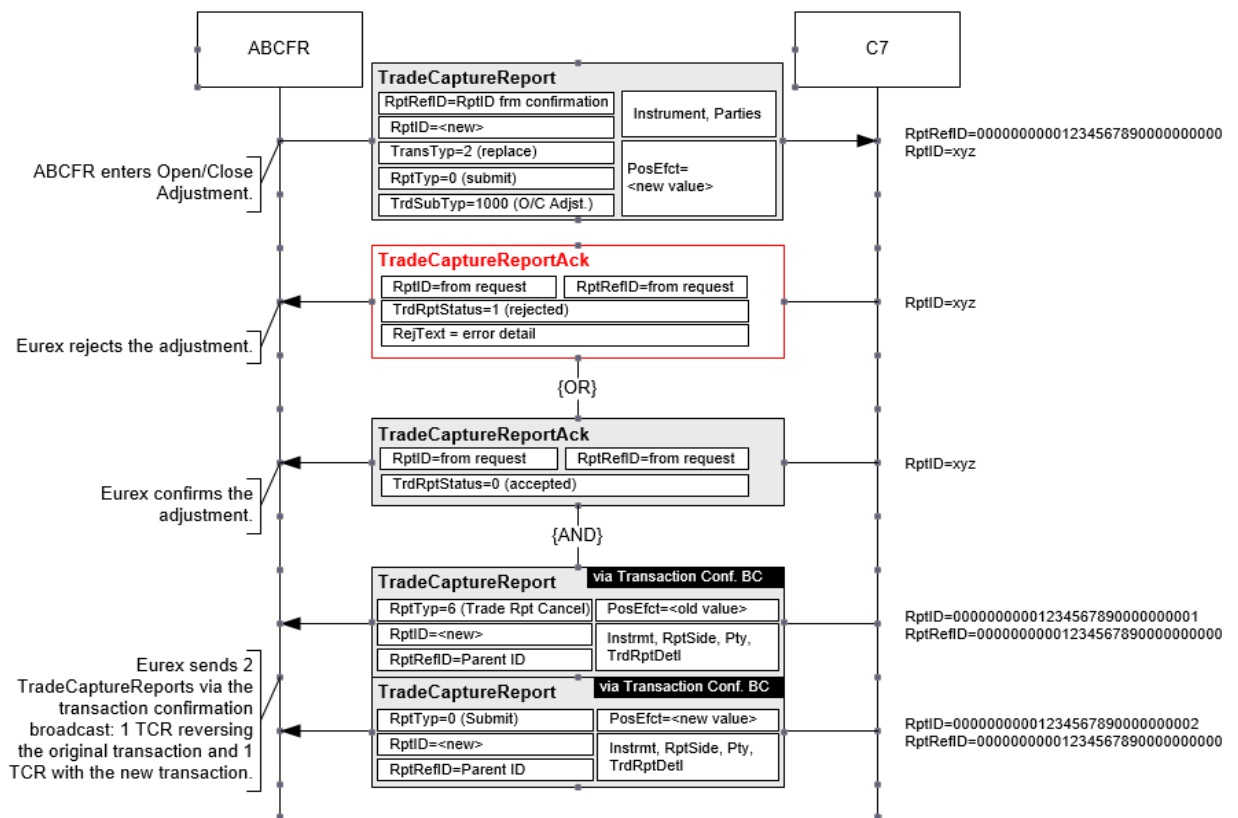 ABCFR
C7
TradeCaptureReport
RptRefID=RptID frm confirmation
RptID=<new>
TransTyp=2 (replace)
RptTyp=0 (submit)
TrdSubTyp=1000 (O/C Adjst.)
Instrument, Parties
PosEfct=
<new value>
RptRefID=0000000000123456789000000000
RptID=xyz
ABCFR enters Open/Close
Adjustment.
TradeCaptureReportAck
RptID=from request
RptRefID=from request
TrdRptStatus=1 (rejected)
RejText = error detail
RptID=xyz
Eurex rejects the adjustment.
{OR}
TradeCaptureReportAck
RptID=from request
RptRefID=from request
TrdRptStatus=0 (accepted)
RptID=xyz
Eurex confirms the
adjustment.
{AND}
TradeCaptureReport
via Transaction Conf. BC
RptTyp=6 (Trade Rpt Cancel)
RptID=<new>
RptRefID=Parent ID
PosEfct=<old value>
Instrmt, RptSide, Pty,
TrdRptDetl
RptID=0000000000123456789000000001
RptRefID=0000000000123456789000000000
Eurex sends 2
TradeCaptureReports via the
transaction confirmation
broadcast: 1 TCR reversing
the original transaction and 1
TCR with the new transaction.
TradeCaptureReport
via Transaction Conf. BC
RptTyp=0 (Submit)
RptID=<new>
RptRefID=Parent ID
PosEfct=<new value>
Instrmt, RptSide, Pty,
TrdRptDetl
RptID=0000000000123456789000000002
RptRefID=0000000000123456789000000000